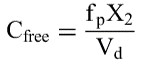 C_free = f_p X_2 / V_d